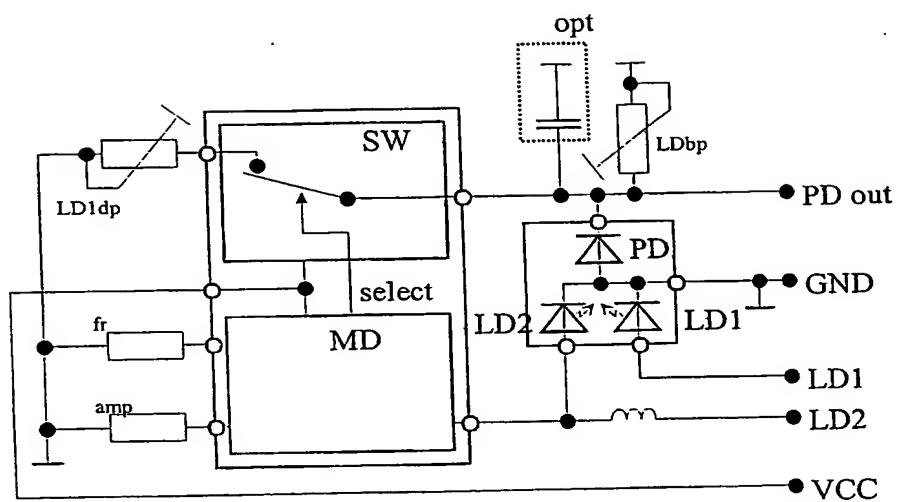 opt
SW
LDbp
LD1dp
PD out
PD
select
GND
LD2
LD1
fr
MD
LD1
amp
LD2
VCC